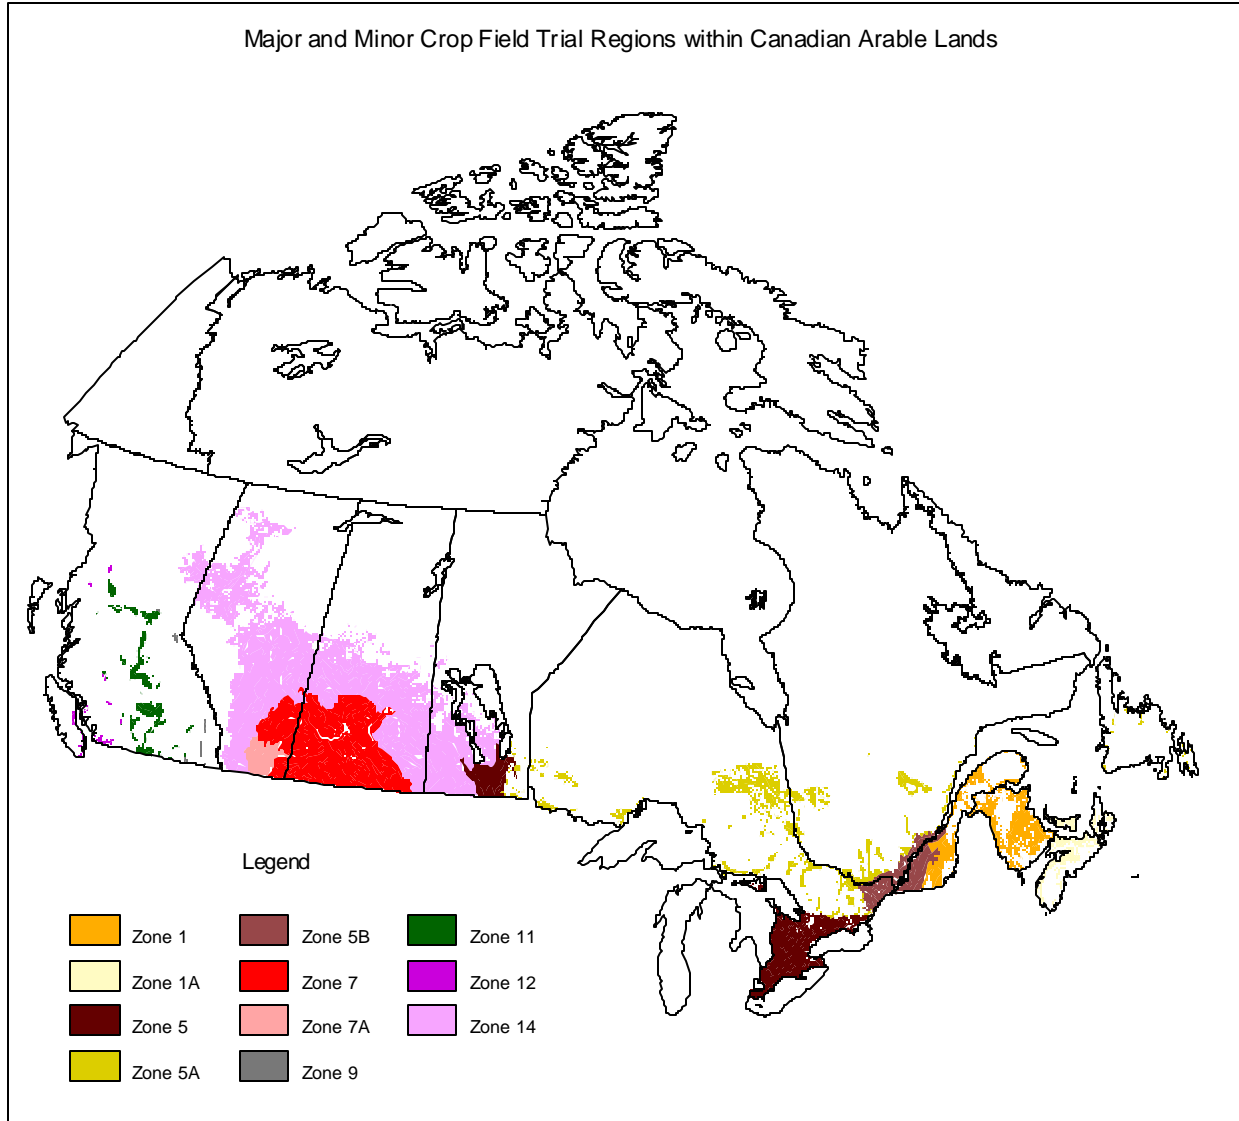 Major and Minor Crop Field Trial Regions within Canadian Arable Lands
Legend
Zone 1
Zone 1A
Zone 5
Zone 5A
Zone 5B
Zone 7
Zone 7A
Zone 9
Zone 11
Zone 12
Zone 14